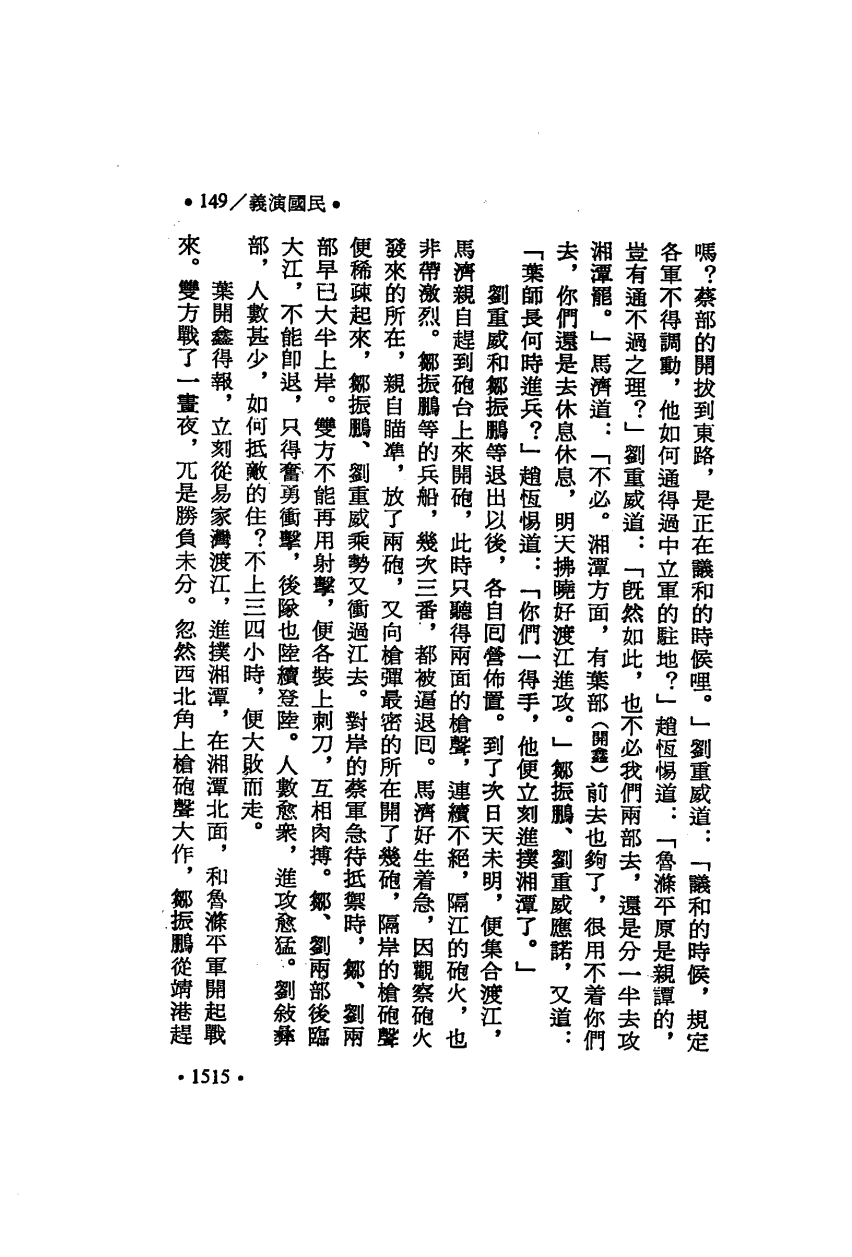 •149／義演國民•
嗎？蔡部的開拔到東路，是正在議和的時候哩。」劉重威道：「議和的時候，規定
各軍不得調動，他如何通得過中立軍的駐地？」趙恆惕道：「魯滌平原是親譚的，
豈有通不過之理？」劉重威道：「旣然如此，也不必我們兩部去，還是分一半去攻
湘潭罷。」馬濟道：「不必。湘潭方面，有葉部（開鑫）前去也夠了，很用不着你們
去，你們還是去休息休息，明天拂曉好渡江進攻。」鄒振鵬、劉重威應諾，又道：
「葉師長何時進兵？」趙恆惕道：「你們一得手，他便立刻進撲湘潭了。」
劉重威和鄒振鵬等退出以後，各自囘營佈置。到了次日天未明，便集合渡江，
馬濟親自趕到砲台上來開砲，此時只聽得兩面的槍聲，連續不絕，隔江的砲火，也
非帶激烈。鄒振鵬等的兵船，幾次三番，都被逼退囘。馬濟好生着急，因觀察砲火
發來的所在，親自瞄準，放了兩砲，又向槍彈最密的所在開了幾砲，隔岸的槍砲聲
便稀疎起來，鄒振鵬、劉重威乘勢又衝過江去。對岸的蔡軍急待抵禦時，鄒、劉兩
部早已大半上岸。雙方不能再用射擊，便各裝上刺刀，互相肉搏。鄒、劉兩部後臨
大江，不能卽退，只得奮勇衝擊，後隊也陸續登陸。人數愈衆，進攻愈猛。劉敍彝
部，人數甚少，如何抵敵的住？不上三四小時，便大敗而走。
葉開鑫得報，立刻從易家灣渡江，進撲湘潭，在湘潭北面，和魯滌平軍開起戰
來。雙方戰了一晝夜，兀是勝負未分。忽然西北角上槍砲聲大作，鄒振鵬從靖港趕
•1515•